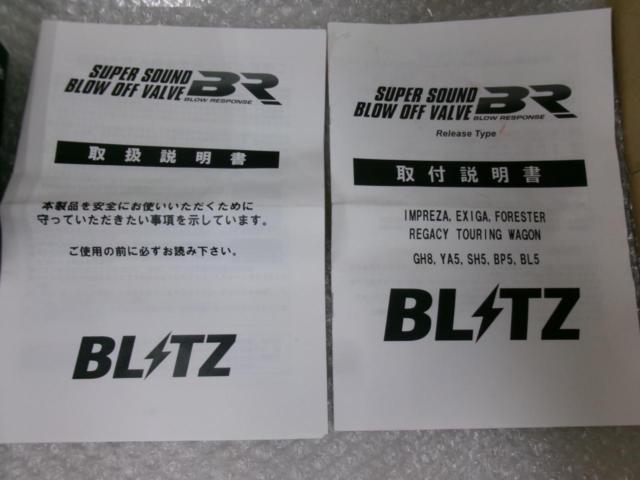 SUPER SOUND
BLOW OFF VALVE BR
BLOW RESPONSE
取扱説明書
本製品を安全にお使いいただくために
守っていただきたい事項を示しています。
ご使用の前に必ずお読み下さい。
BLITZ
SUPER SOUND
BLOW OFF VALVE BR
BLOW RESPONSE
Release Type
取付説明書
IMPREZA, EXIGA, FORESTER
REGACY TOURING WAGON
GH8, YA5, SH5, BP5, BL5
BLITZ